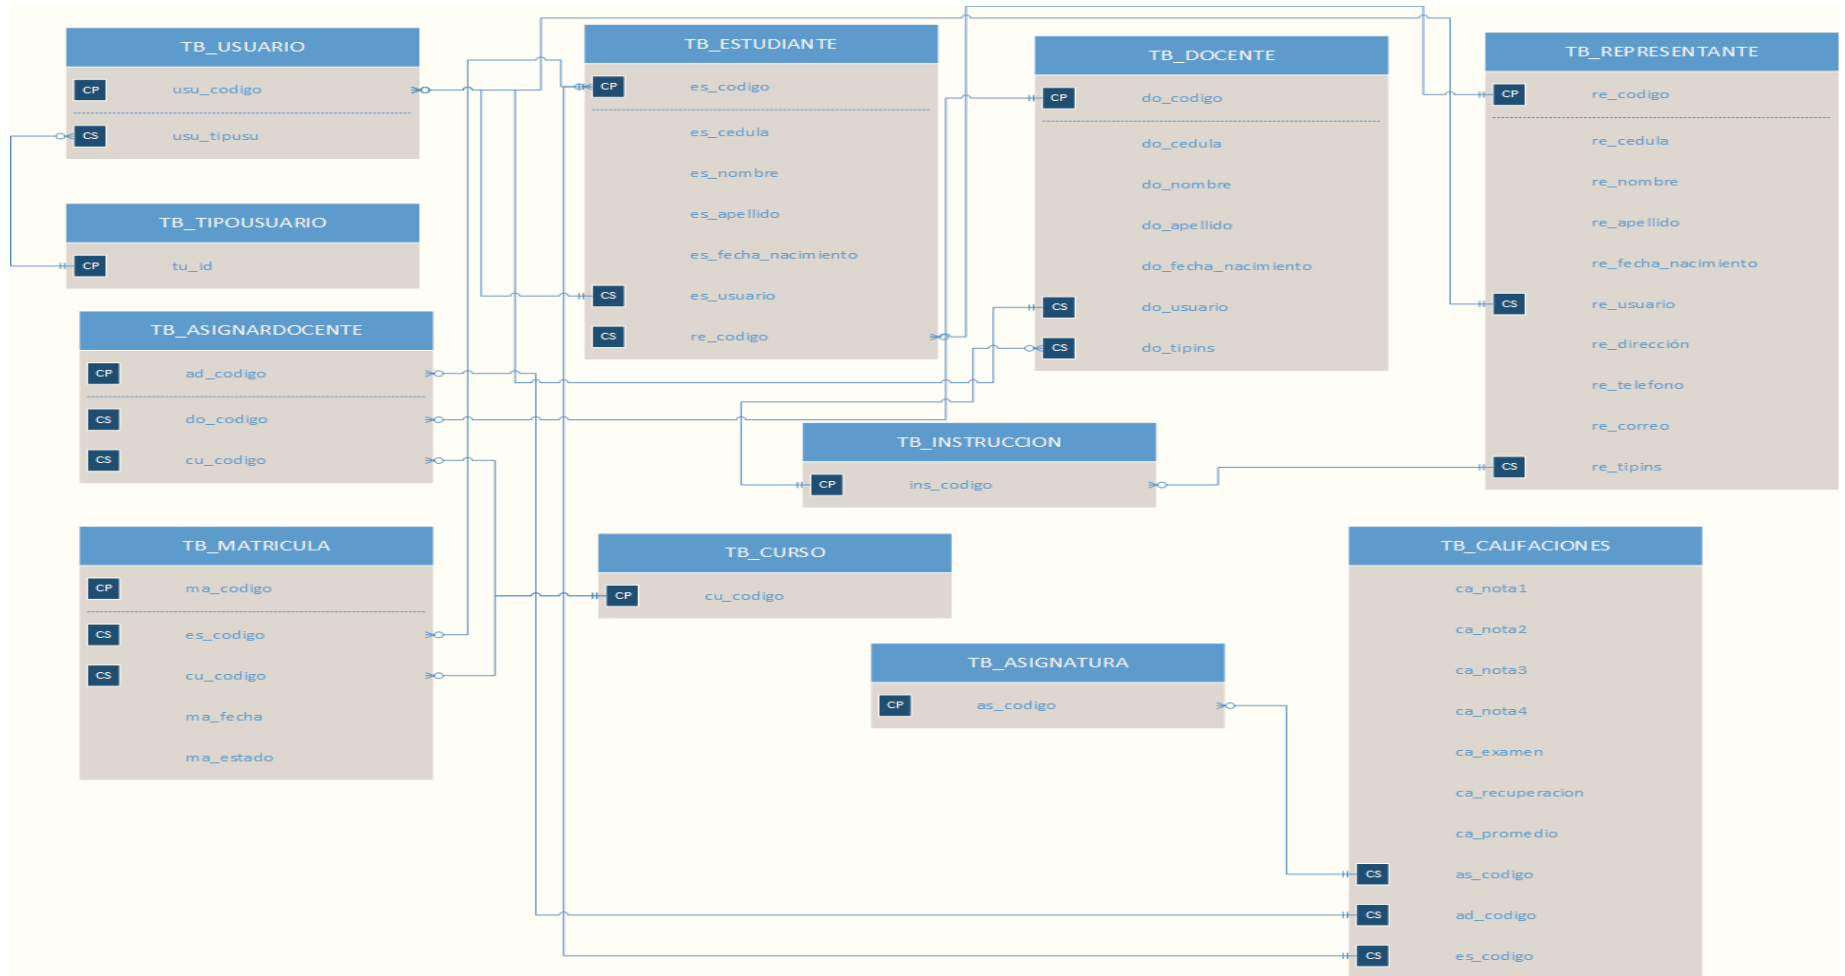 TB_USUARIO
CP usu_codigo
CS usu_tipusu
TB_TIPOUSUARIO
CP tu_id
TB_ASIGNARDOCENTE
CP ad_codigo
CS do_codigo
CS cu_codigo
TB_MATRICULA
CP ma_codigo
CS es_codigo
CS cu_codigo
ma_fecha
ma_estado
TB_ESTUDIANTE
CP es_codigo
es_cedula
es_nombre
es_apellido
es_fecha_nacimiento
CS es_usuario
CS re_codigo
TB_CURSO
CP cu_codigo
TB_DOCENTE
CP do_codigo
do_cedula
do_nombre
do_apellido
do_fecha_nacimiento
CS do_usuario
CS do_tipins
TB_INSTRUCCION
CP ins_codigo
TB_ASIGNATURA
CP as_codigo
TB_REPRESENTANTE
CP re_codigo
re_cedula
re_nombre
re_apellido
re_fecha_nacimiento
CS re_usuario
re_dirección
re_telefono
re_correo
CS re_tipins
TB_CALIFACIONES
ca_nota1
ca_nota2
ca_nota3
ca_nota4
ca_examen
ca_recuperacion
ca_promedio
CS as_codigo
CS ad_codigo
CS es_codigo